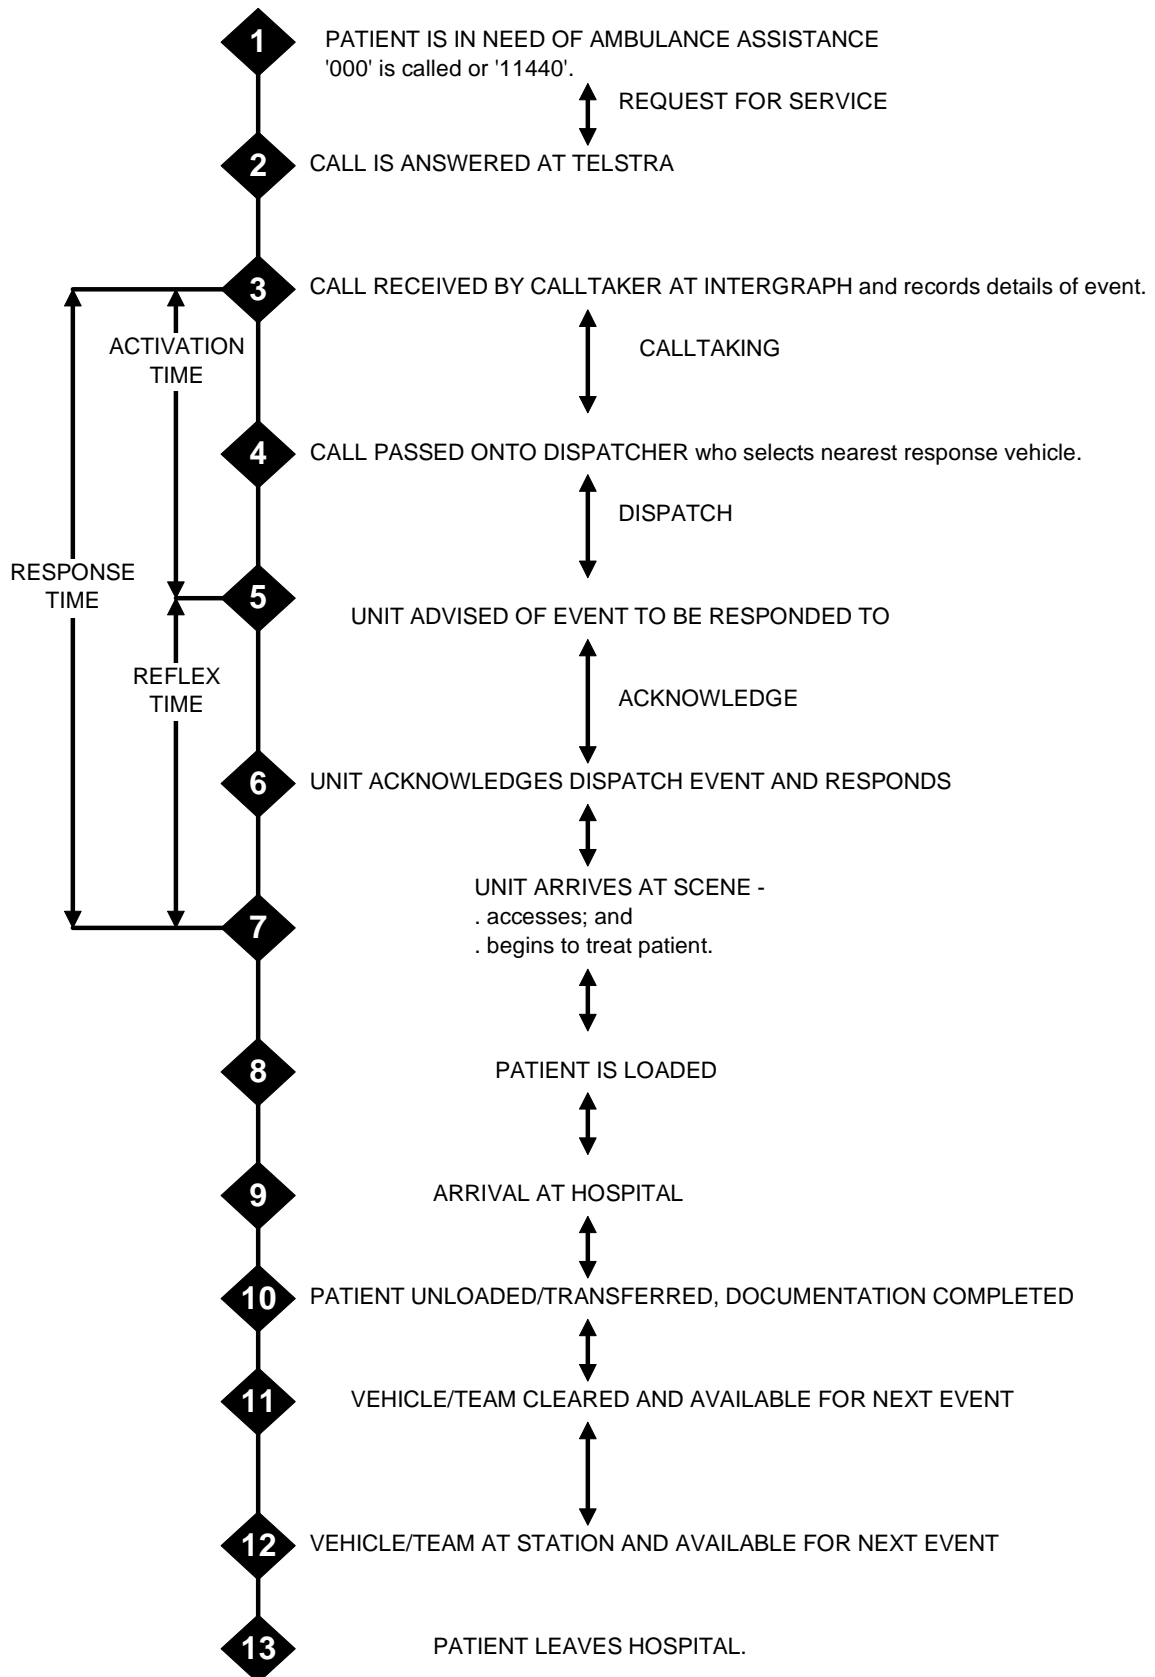 1
PATIENT IS IN NEED OF AMBULANCE ASSISTANCE
'000' is called or '11440'.
REQUEST FOR SERVICE
2
CALL IS ANSWERED AT TELSTRA
3
CALL RECEIVED BY CALLTAKER AT INTERGRAPH and records details of event.
ACTIVATION
TIME
CALLTAKING
4
CALL PASSED ONTO DISPATCHER who selects nearest response vehicle.
DISPATCH
RESPONSE
TIME
5
UNIT ADVISED OF EVENT TO BE RESPONDED TO
REFLEX
TIME
ACKNOWLEDGE
6
UNIT ACKNOWLEDGES DISPATCH EVENT AND RESPONDS
UNIT ARRIVES AT SCENE -
. accesses; and
. begins to treat patient.
7
8
PATIENT IS LOADED
9
ARRIVAL AT HOSPITAL
10
PATIENT UNLOADED/TRANSFERRED, DOCUMENTATION COMPLETED
11
VEHICLE/TEAM CLEARED AND AVAILABLE FOR NEXT EVENT
12
VEHICLE/TEAM AT STATION AND AVAILABLE FOR NEXT EVENT
13
PATIENT LEAVES HOSPITAL.